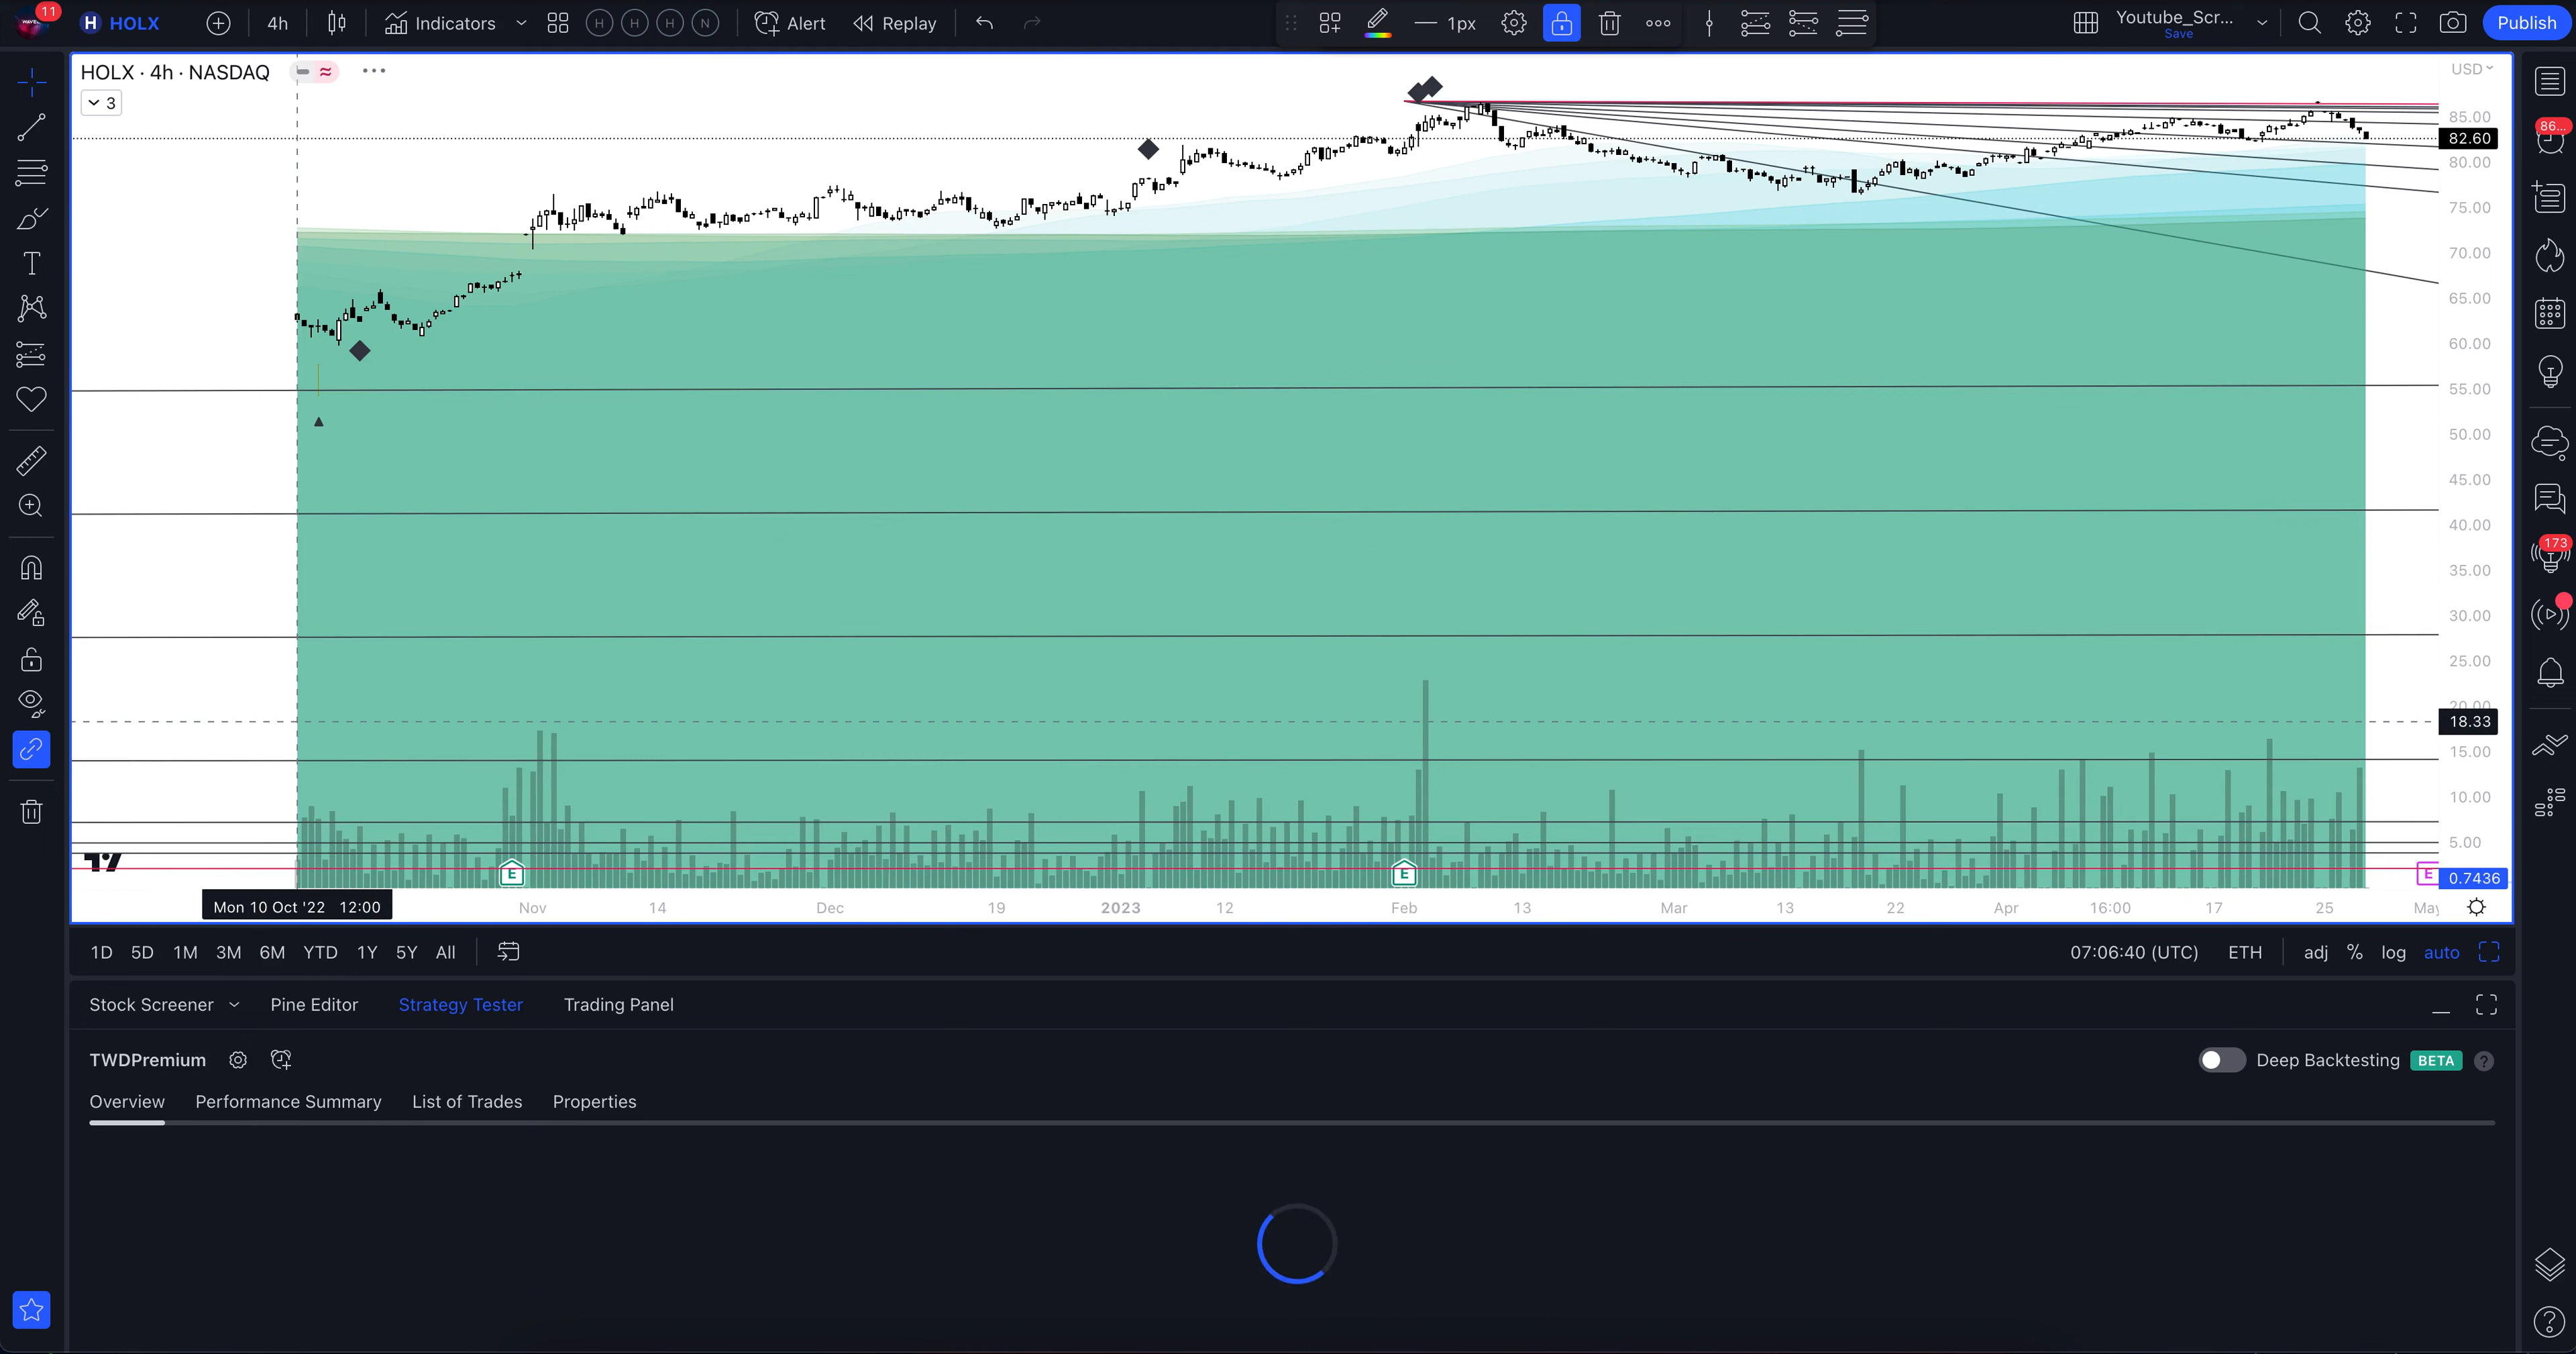 11
H HOLX
4h
Indicators
H H H N
Alert
Replay
1px
Youtube_Scr...
Save
Publish
HOLX · 4h · NASDAQ
3
USD
85.00
82.60
80.00
75.00
70.00
65.00
60.00
55.00
50.00
45.00
40.00
35.00
30.00
25.00
20.00
18.33
15.00
10.00
5.00
0.7436
86...
173
E
E
E
Mon 10 Oct '22 12:00
Nov
14
Dec
19
2023
12
Feb
13
Mar
13
22
Apr
16:00
17
25
May
1D 5D 1M 3M 6M YTD 1Y 5Y All
07:06:40 (UTC) ETH adj % log auto
Stock Screener Pine Editor Strategy Tester Trading Panel
TWDPremium
Deep Backtesting BETA ?
Overview Performance Summary List of Trades Properties